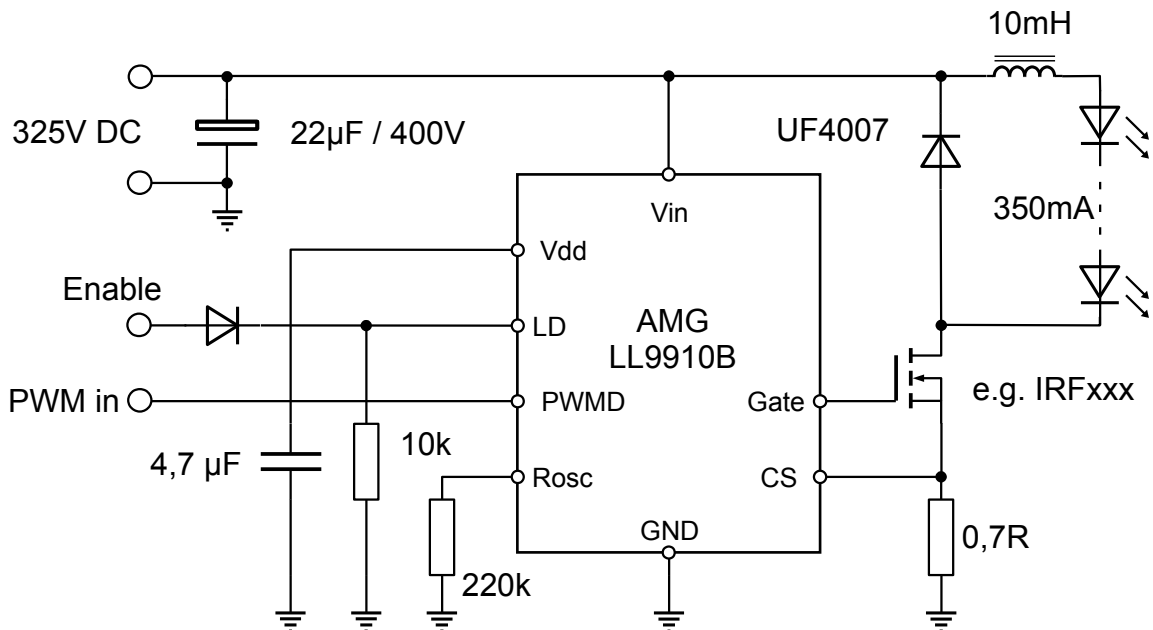 10mH
325V DC
22µF / 400V
UF4007
Vin
350mA
Vdd
Enable
LD
AMG
LL9910B
PWM in
PWMD
Gate
e.g. IRFxxx
4,7 µF
10k
Rosc
CS
GND
0,7R
220k